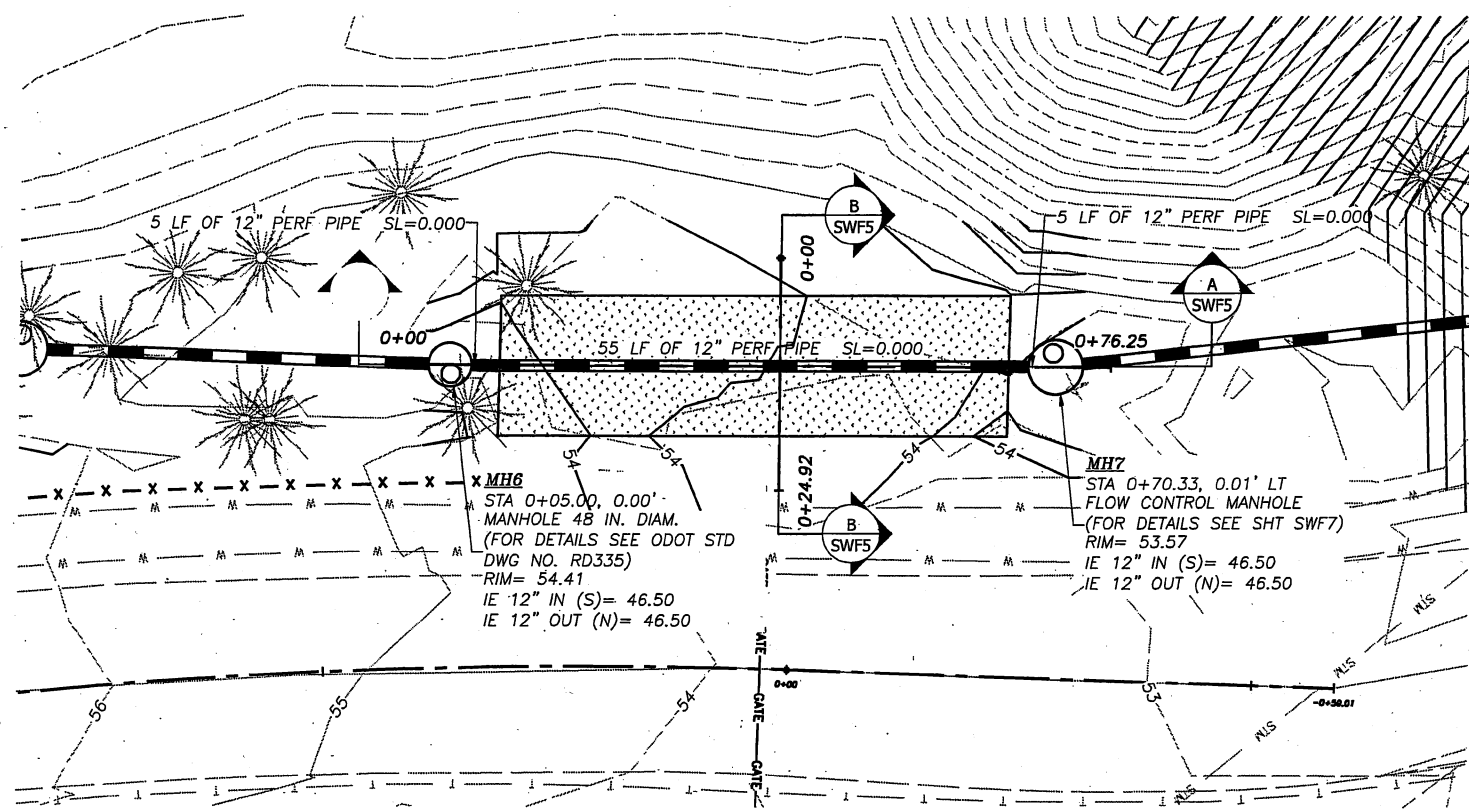 B
SWF5
5 LF OF 12" PERF PIPE SL=0.000
5 LF OF 12" PERF PIPE SL=0.000
0+00
A
SWF5
0+00
55 LF OF 12" PERF PIPE SL=0.000
0+76.25
54
54
54
54
MH6
STA 0+05.00, 0.00'
MANHOLE 48 IN. DIAM.
(FOR DETAILS SEE ODOT STD
DWG NO. RD335)
RIM= 54.41
IE 12" IN (S)= 46.50
IE 12" OUT (N)= 46.50
0+24.92
B
SWF5
MH7
STA 0+70.33, 0.01' LT
FLOW CONTROL MANHOLE
(FOR DETAILS SEE SHT SWF7)
RIM= 53.57
IE 12" IN (S)= 46.50
IE 12" OUT (N)= 46.50
STM
STM
STM
STM
GATE
GATE
0+00
56
55
54
53
X X X X X X X X X
W W W W W W